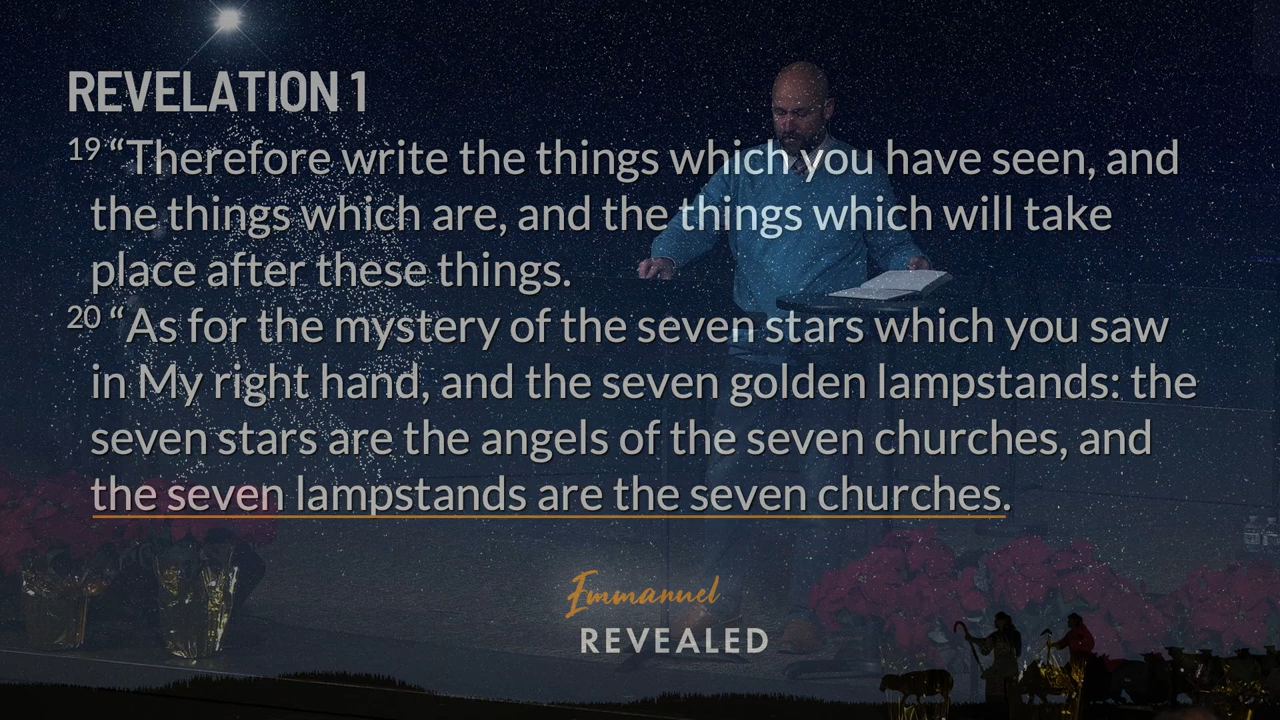 REVELATION 1
19 “Therefore write the things which you have seen, and
the things which are, and the things which will take
place after these things.
20 “As for the mystery of the seven stars which you saw
in My right hand, and the seven golden lampstands: the
seven stars are the angels of the seven churches, and
the seven lampstands are the seven churches.
Emmanuel
REVEALED